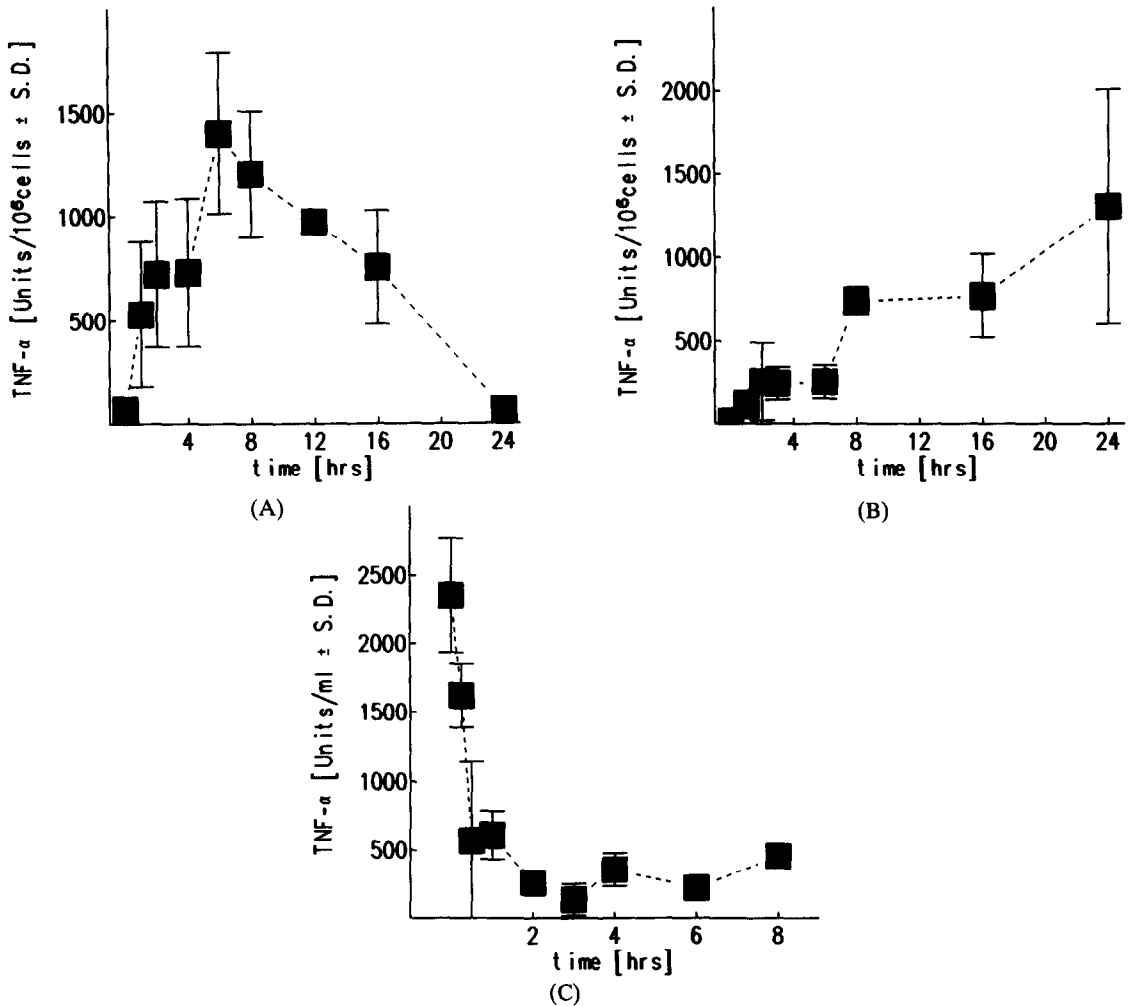 TNF-α [Units/10⁶cells ± S.D.]
1500
1000
500
4 8 12 16 20 24
time [hrs]
(A)
TNF-α [Units/10⁶cells ± S.D.]
2000
1500
1000
500
4 8 12 16 20 24
time [hrs]
(B)
TNF-α [Units/ml ± S.D.]
2500
2000
1500
1000
500
2 4 6 8
time [hrs]
(C)